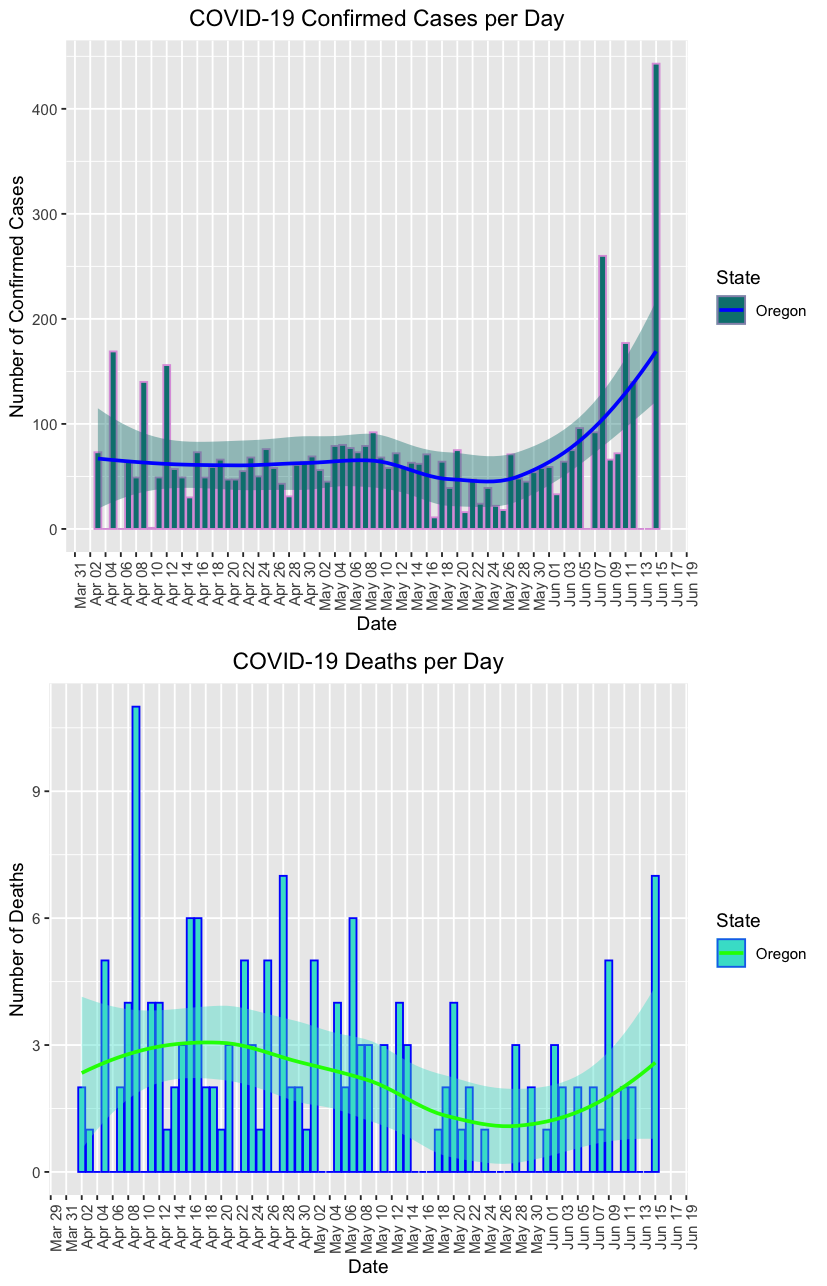 COVID-19 Confirmed Cases per Day
Number of Confirmed Cases
400
300
200
100
0
Mar 31
Apr 02
Apr 04
Apr 06
Apr 08
Apr 10
Apr 12
Apr 14
Apr 16
Apr 18
Apr 20
Apr 22
Apr 24
Apr 26
Apr 28
Apr 30
May 02
May 04
May 06
May 08
May 10
May 12
May 14
May 16
May 18
May 20
May 22
May 24
May 26
May 28
May 30
Jun 01
Jun 03
Jun 05
Jun 07
Jun 09
Jun 11
Jun 13
Jun 15
Jun 17
Jun 19
Date
State
Oregon
COVID-19 Deaths per Day
Number of Deaths
9
6
3
0
Mar 29
Mar 31
Apr 02
Apr 04
Apr 06
Apr 08
Apr 10
Apr 12
Apr 14
Apr 16
Apr 18
Apr 20
Apr 22
Apr 24
Apr 26
Apr 28
Apr 30
May 02
May 04
May 06
May 08
May 10
May 12
May 14
May 16
May 18
May 20
May 22
May 24
May 26
May 28
May 30
Jun 01
Jun 03
Jun 05
Jun 07
Jun 09
Jun 11
Jun 13
Jun 15
Jun 17
Jun 19
Date
State
Oregon